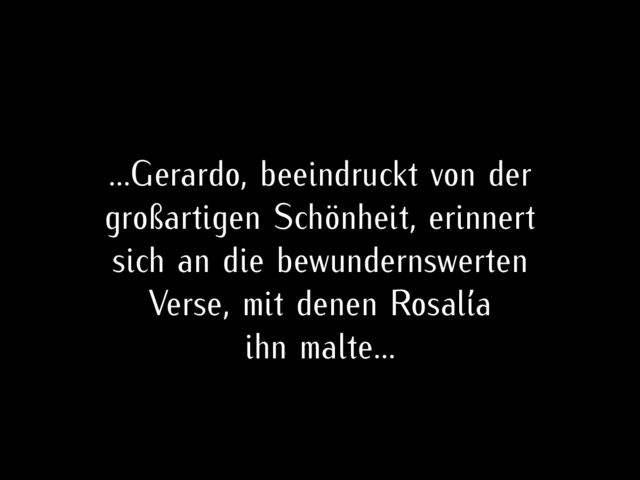 ...Gerardo, beeindruckt von der
großartigen Schönheit, erinnert
sich an die bewundernswerten
Verse, mit denen Rosalía
ihn malte...